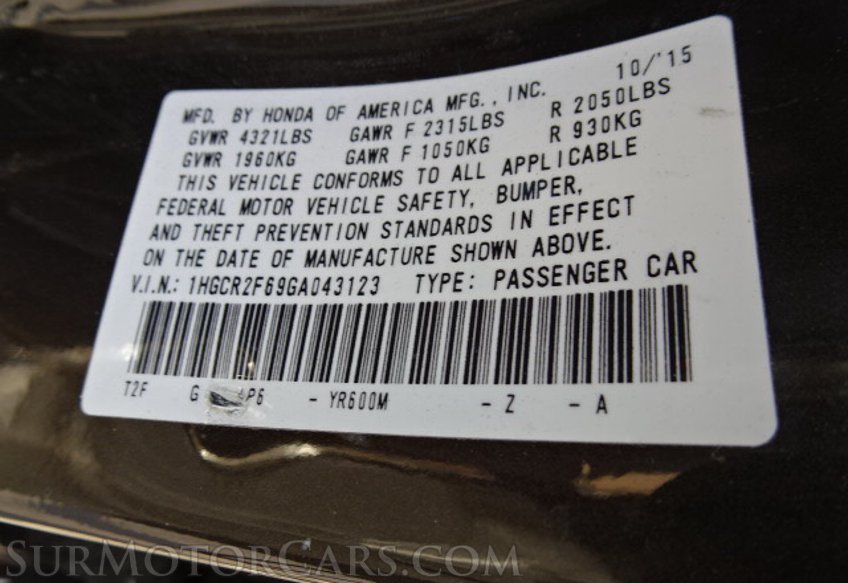 MFD. BY HONDA OF AMERICA MFG., INC. 10/'15
GVWR 4321LBS GAWR F 2315LBS R 2050LBS
GVWR 1960KG GAWR F 1050KG R 930KG
THIS VEHICLE CONFORMS TO ALL APPLICABLE
FEDERAL MOTOR VEHICLE SAFETY, BUMPER,
AND THEFT PREVENTION STANDARDS IN EFFECT
ON THE DATE OF MANUFACTURE SHOWN ABOVE.
V.I.N.: 1HGCR2F69GA043123 TYPE: PASSENGER CAR
T2F G P6 - YR600M - Z - A
SURMOTORCARS.COM